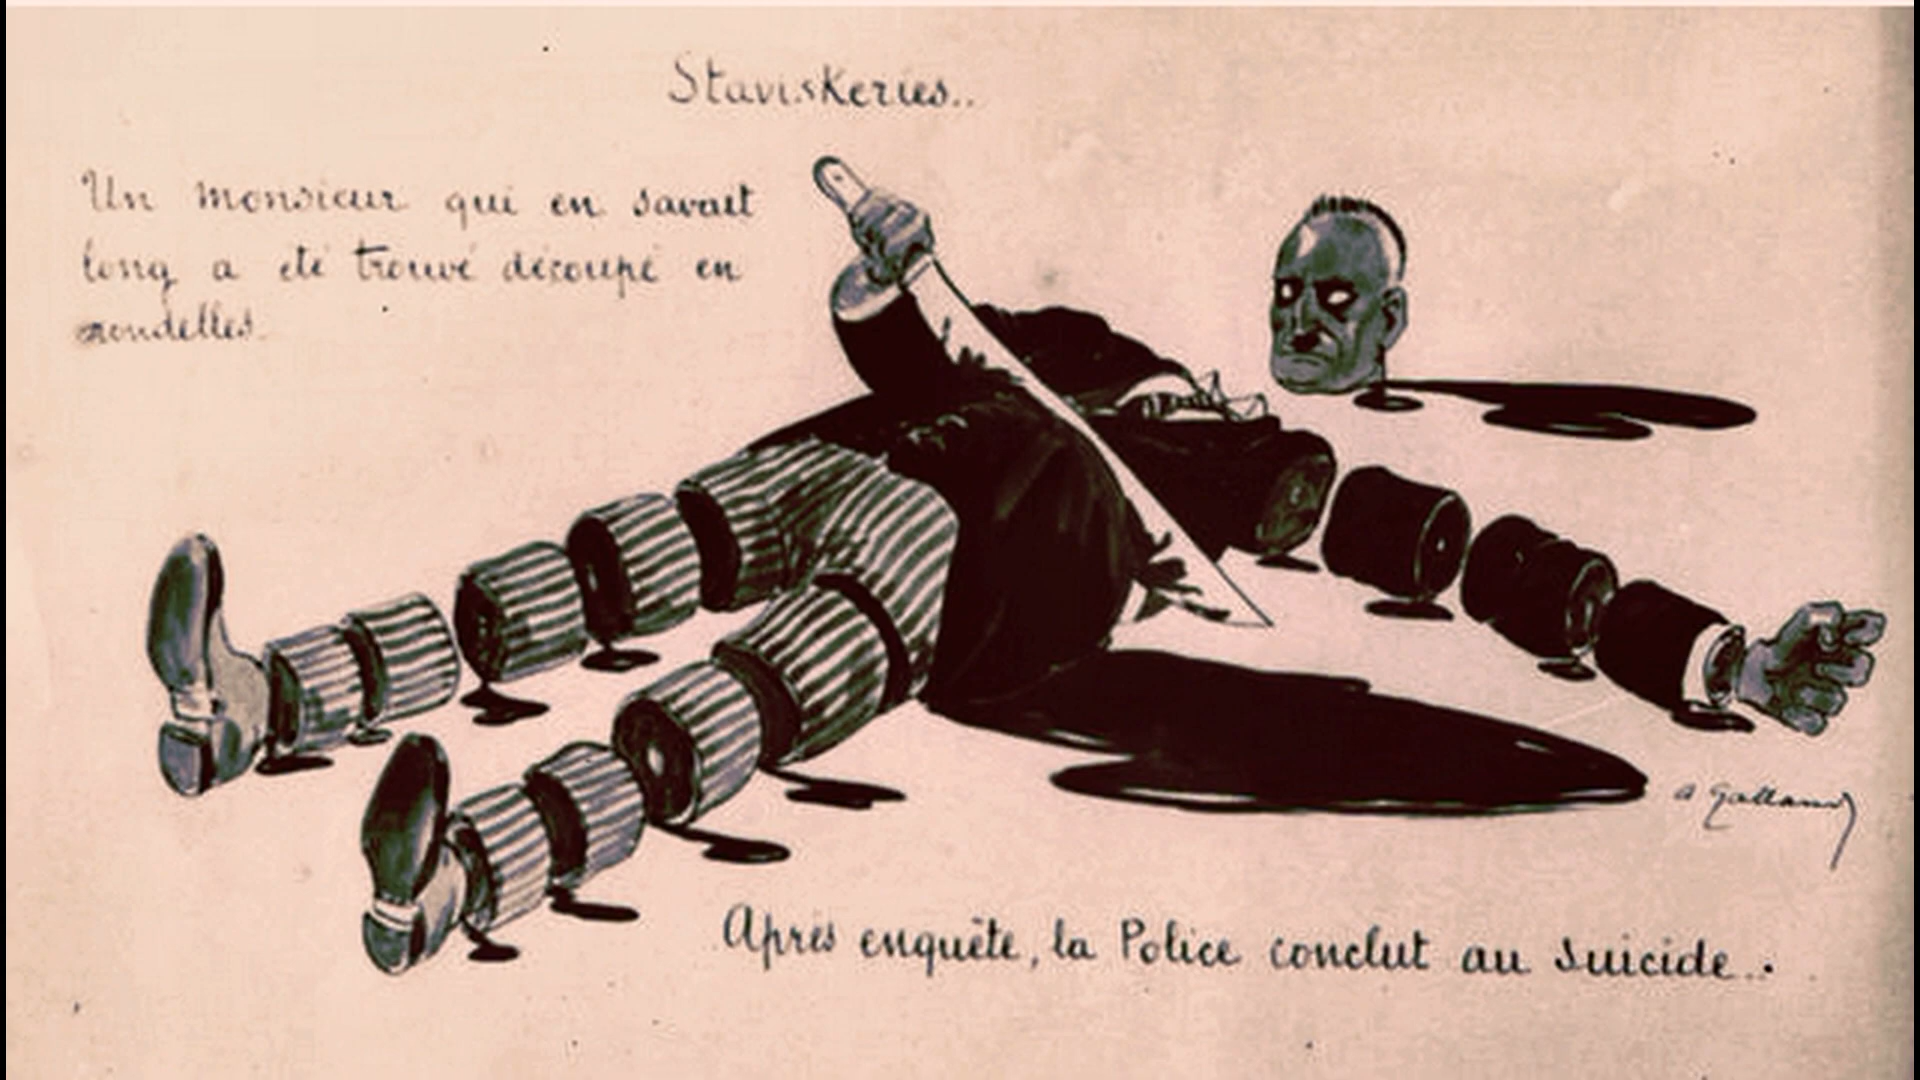 Staviskeries..
Un monsieur qui en savait
long a été trouvé découpé en
rondelles.
a Galland
Après enquête, la Police conclut au suicide..